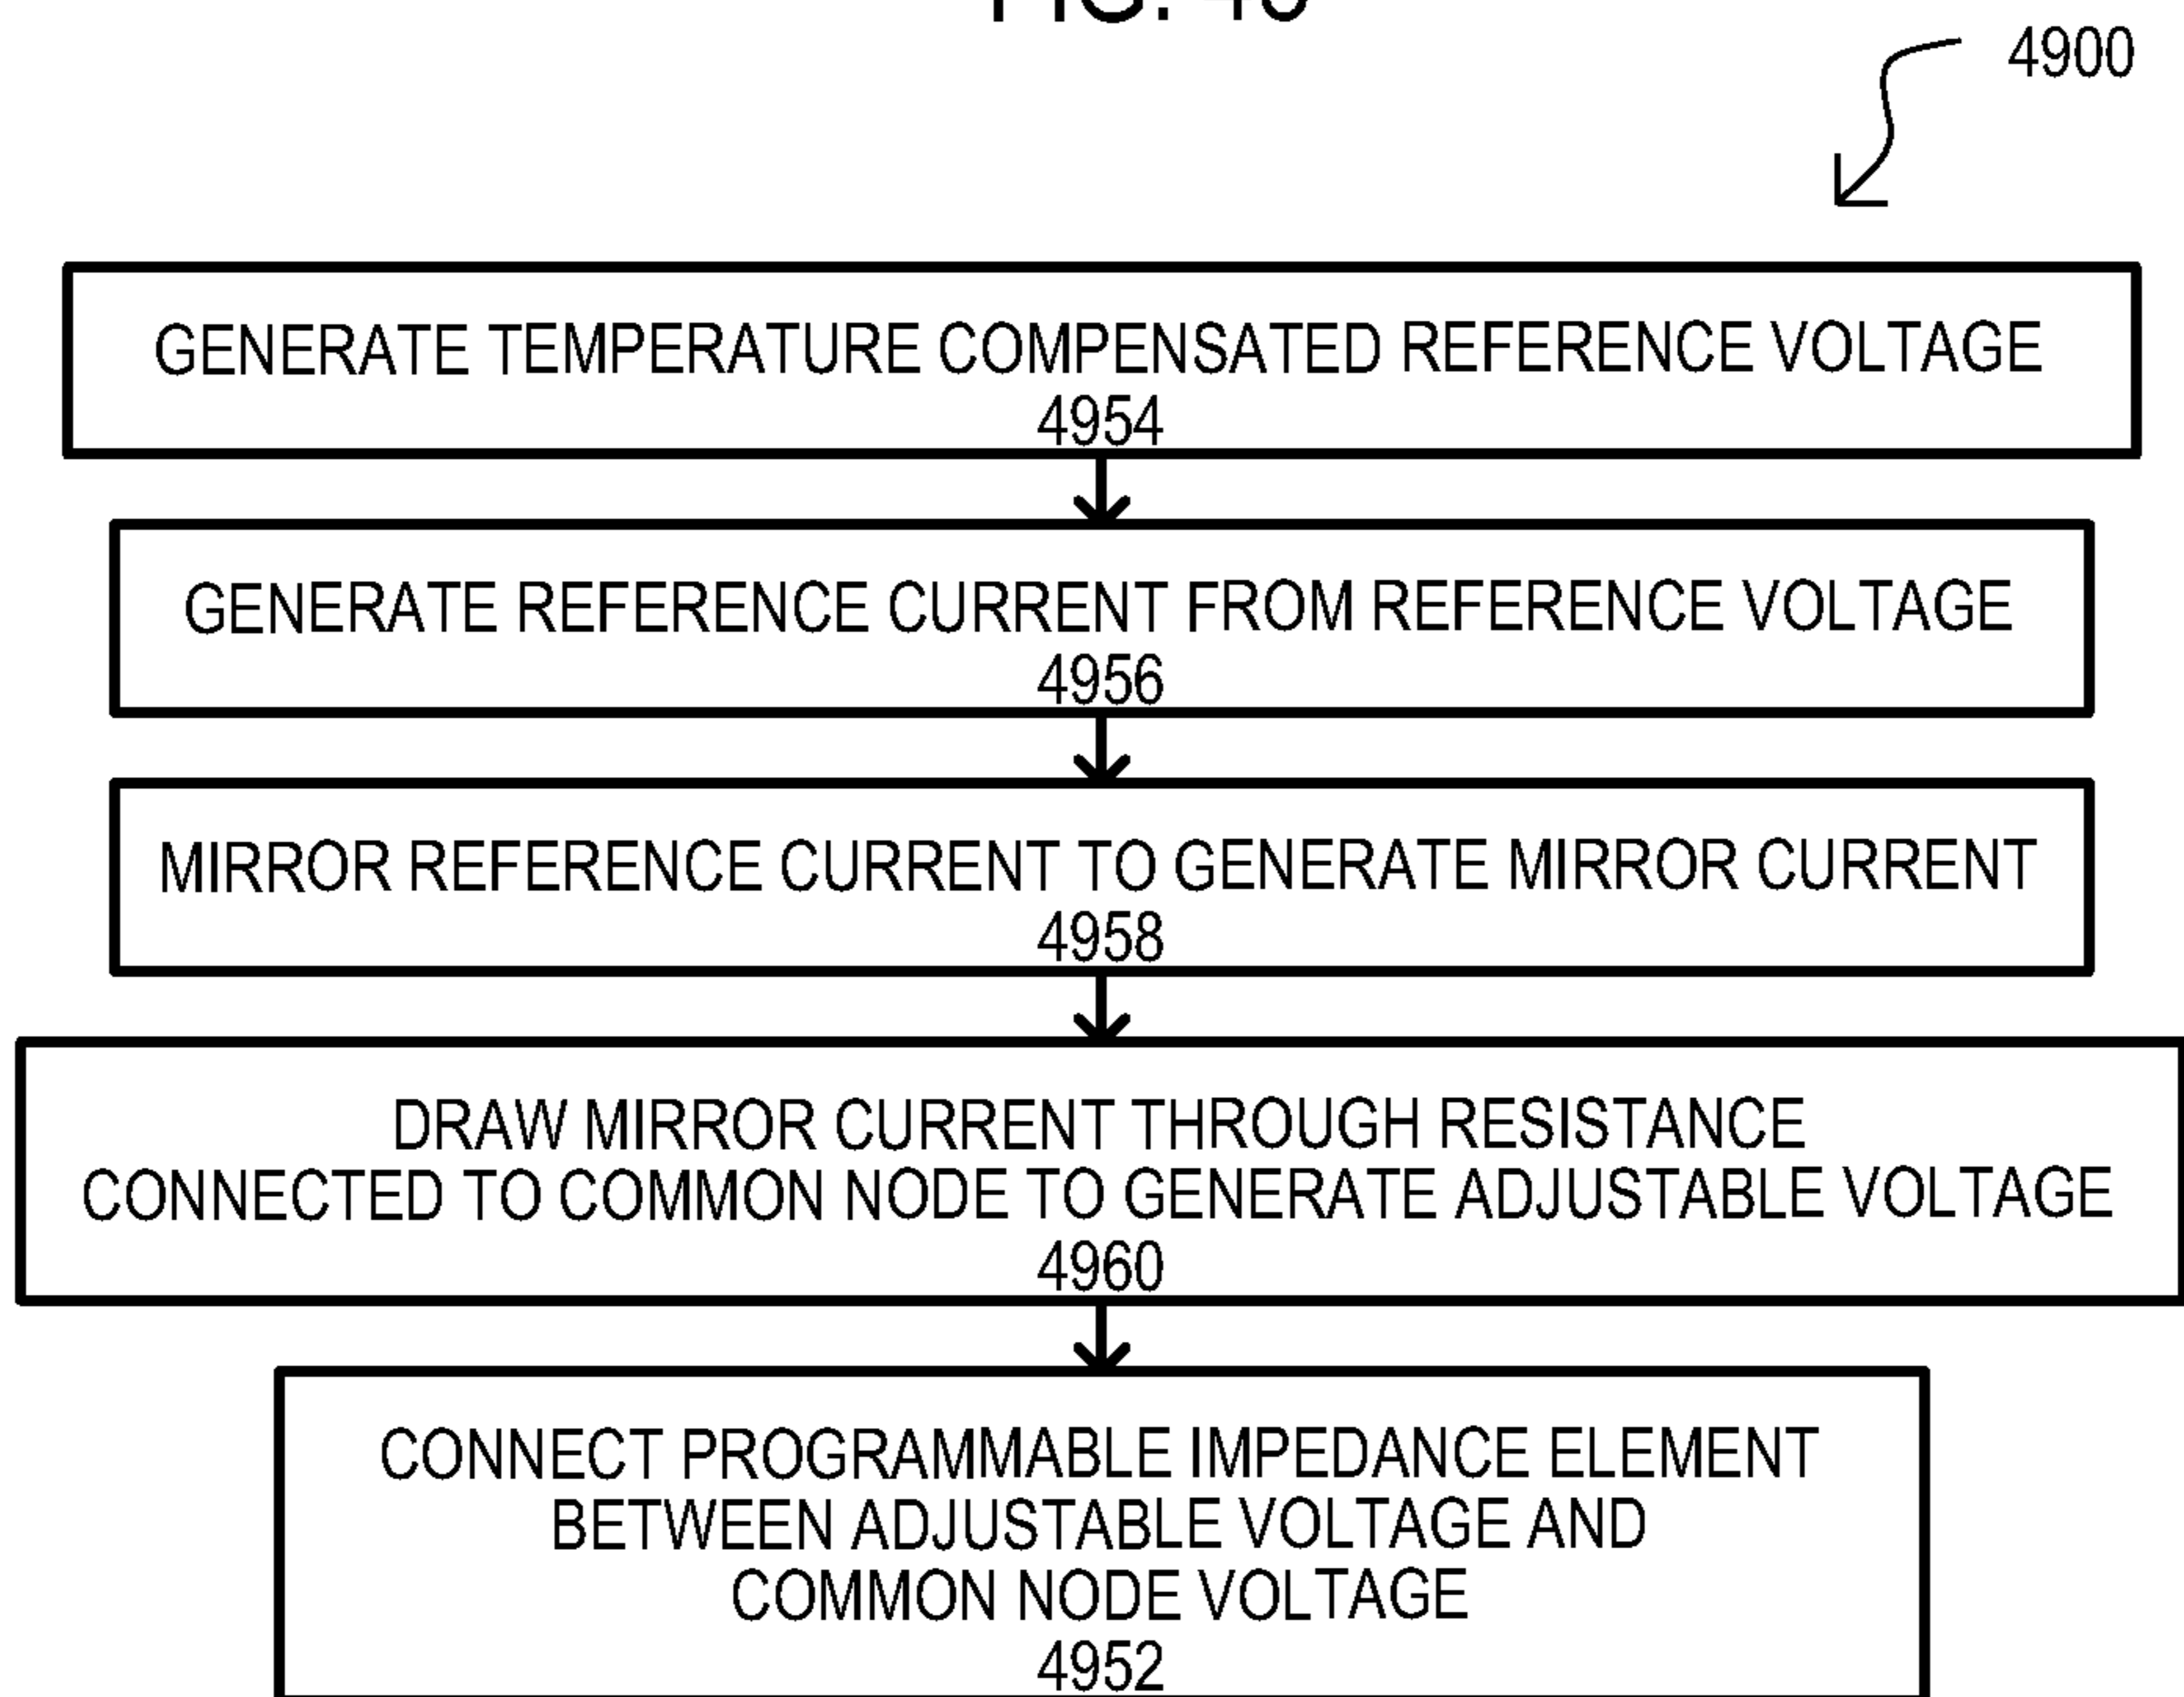 4900
GENERATE TEMPERATURE COMPENSATED REFERENCE VOLTAGE
4954
GENERATE REFERENCE CURRENT FROM REFERENCE VOLTAGE
4956
MIRROR REFERENCE CURRENT TO GENERATE MIRROR CURRENT
4958
DRAW MIRROR CURRENT THROUGH RESISTANCE
CONNECTED TO COMMON NODE TO GENERATE ADJUSTABLE VOLTAGE
4960
CONNECT PROGRAMMABLE IMPEDANCE ELEMENT
BETWEEN ADJUSTABLE VOLTAGE AND
COMMON NODE VOLTAGE
4952